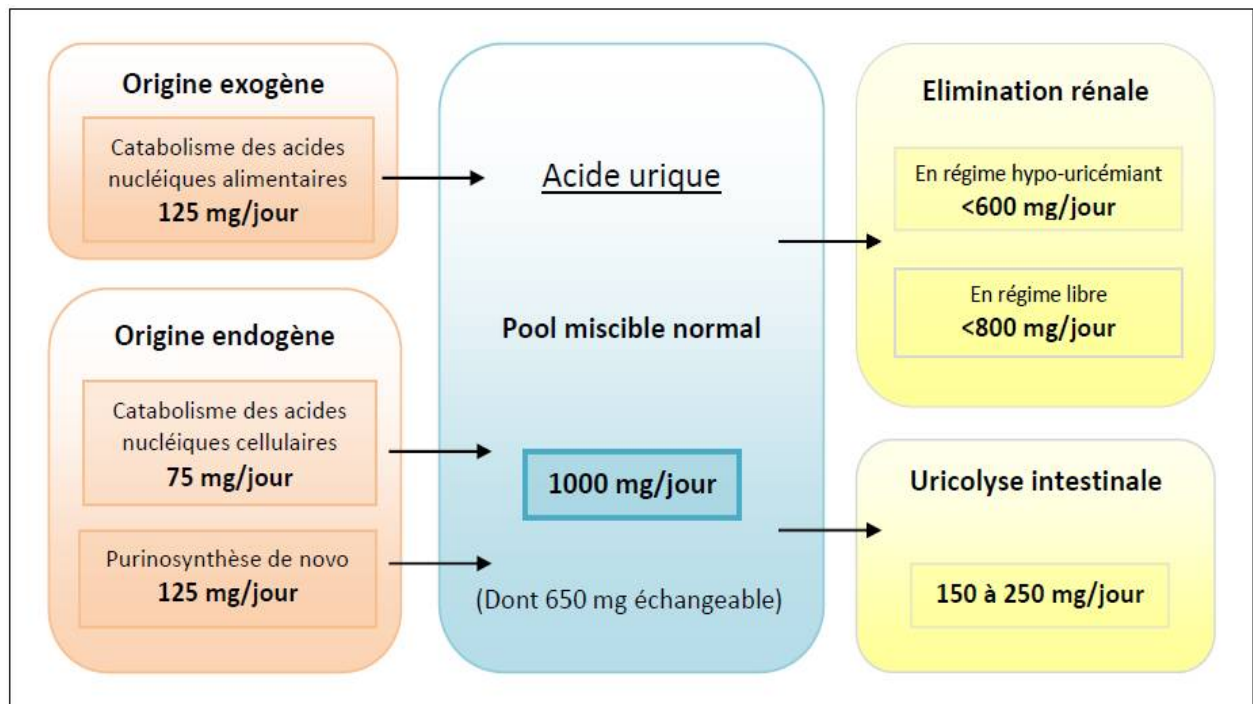 Origine exogène
Catabolisme des acides
nucléiques alimentaires
125 mg/jour
Origine endogène
Catabolisme des acides
nucléiques cellulaires
75 mg/jour
Purinosynthèse de novo
125 mg/jour
Acide urique
Pool miscible normal
1000 mg/jour
(Dont 650 mg échangeable)
Elimination rénale
En régime hypo-uricémiant
<600 mg/jour
En régime libre
<800 mg/jour
Uricolyse intestinale
150 à 250 mg/jour